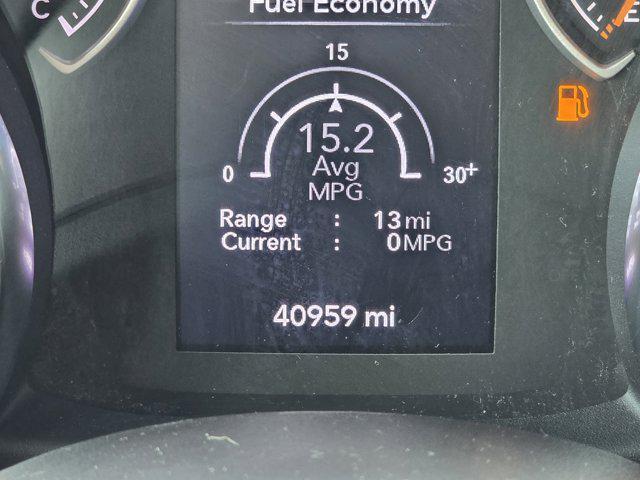 C
E
Fuel Economy
15
15.2
Avg
0 30+
MPG
Range : 13 mi
Current : 0 MPG
40959 mi